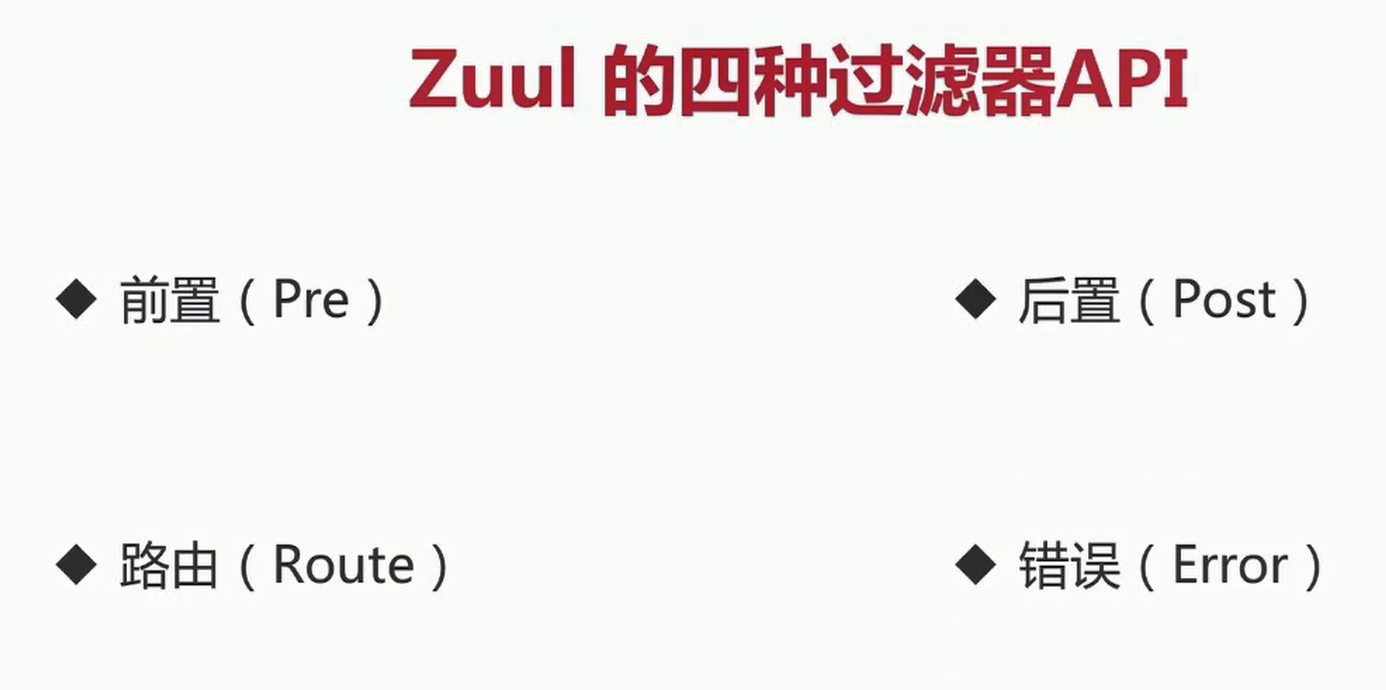 Zuul 的四种过滤器API
◆ 前置（Pre）
◆ 后置（Post）
◆ 路由（Route）
◆ 错误（Error）